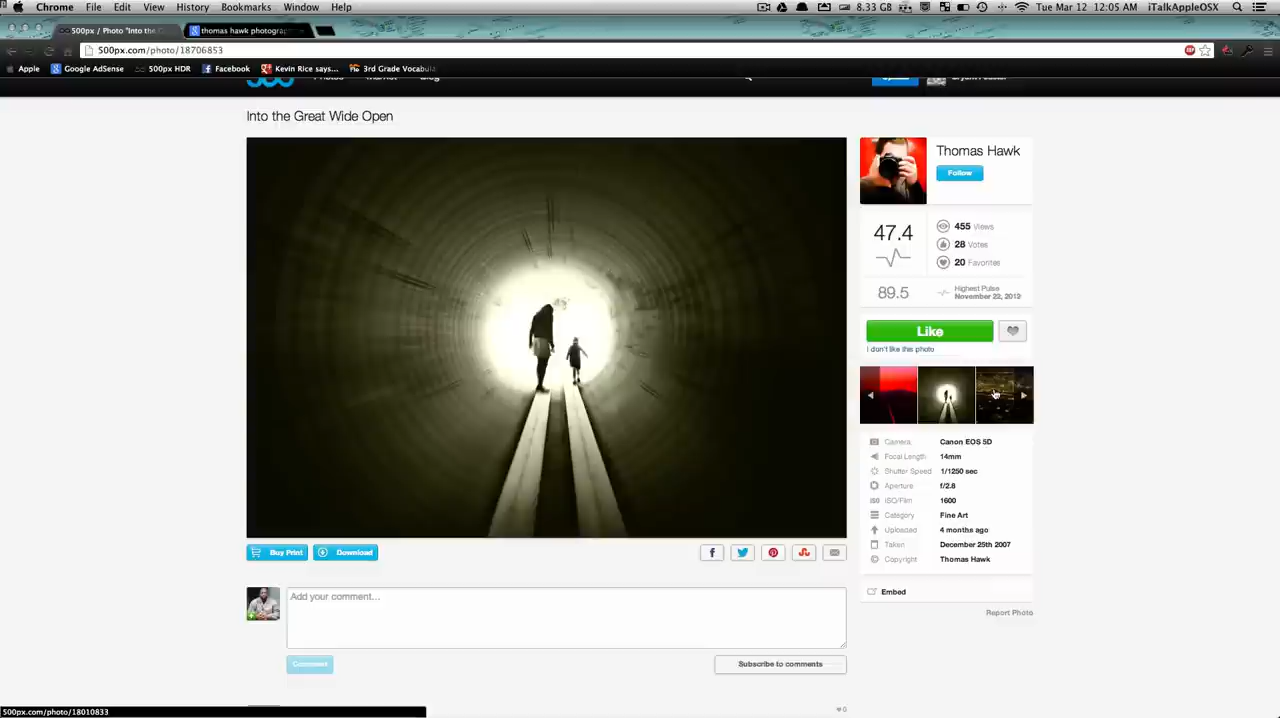 Chrome File Edit View History Bookmarks Window Help 8.33 GB Tue Mar 12 12:05 AM iTalkAppleOSX
500px / Photo "Into the G thomas hawk photograph
500px.com/photo/18706853
Apple Google AdSense 500px HDR Facebook Kevin Rice says... 3rd Grade Vocabula
Into the Great Wide Open
Thomas Hawk
Follow
47.4
455 Views
28 Votes
20 Favorites
89.5
Highest Pulse
November 22, 2012
Like
I don't like this photo
Camera Canon EOS 5D
Focal Length 14mm
Shutter Speed 1/1250 sec
Aperture f/2.8
ISO/Film 1600
Category Fine Art
Uploaded 4 months ago
Taken December 25th 2007
Copyright Thomas Hawk
Embed
Report Photo
Buy Print Download
Add your comment...
Comment
Subscribe to comments
500px.com/photo/18010833